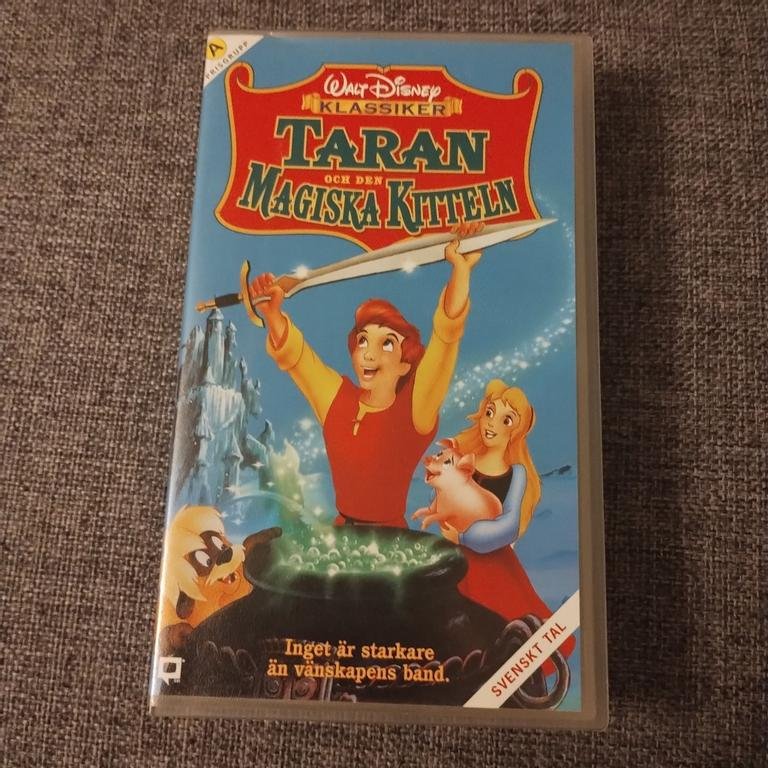 A
PRISGRUPP
WALT DISNEY
KLASSIKER
TARAN
OCH DEN
MAGISKA KITTELN
Inget är starkare
än vänskapens band.
SVENSKT TAL